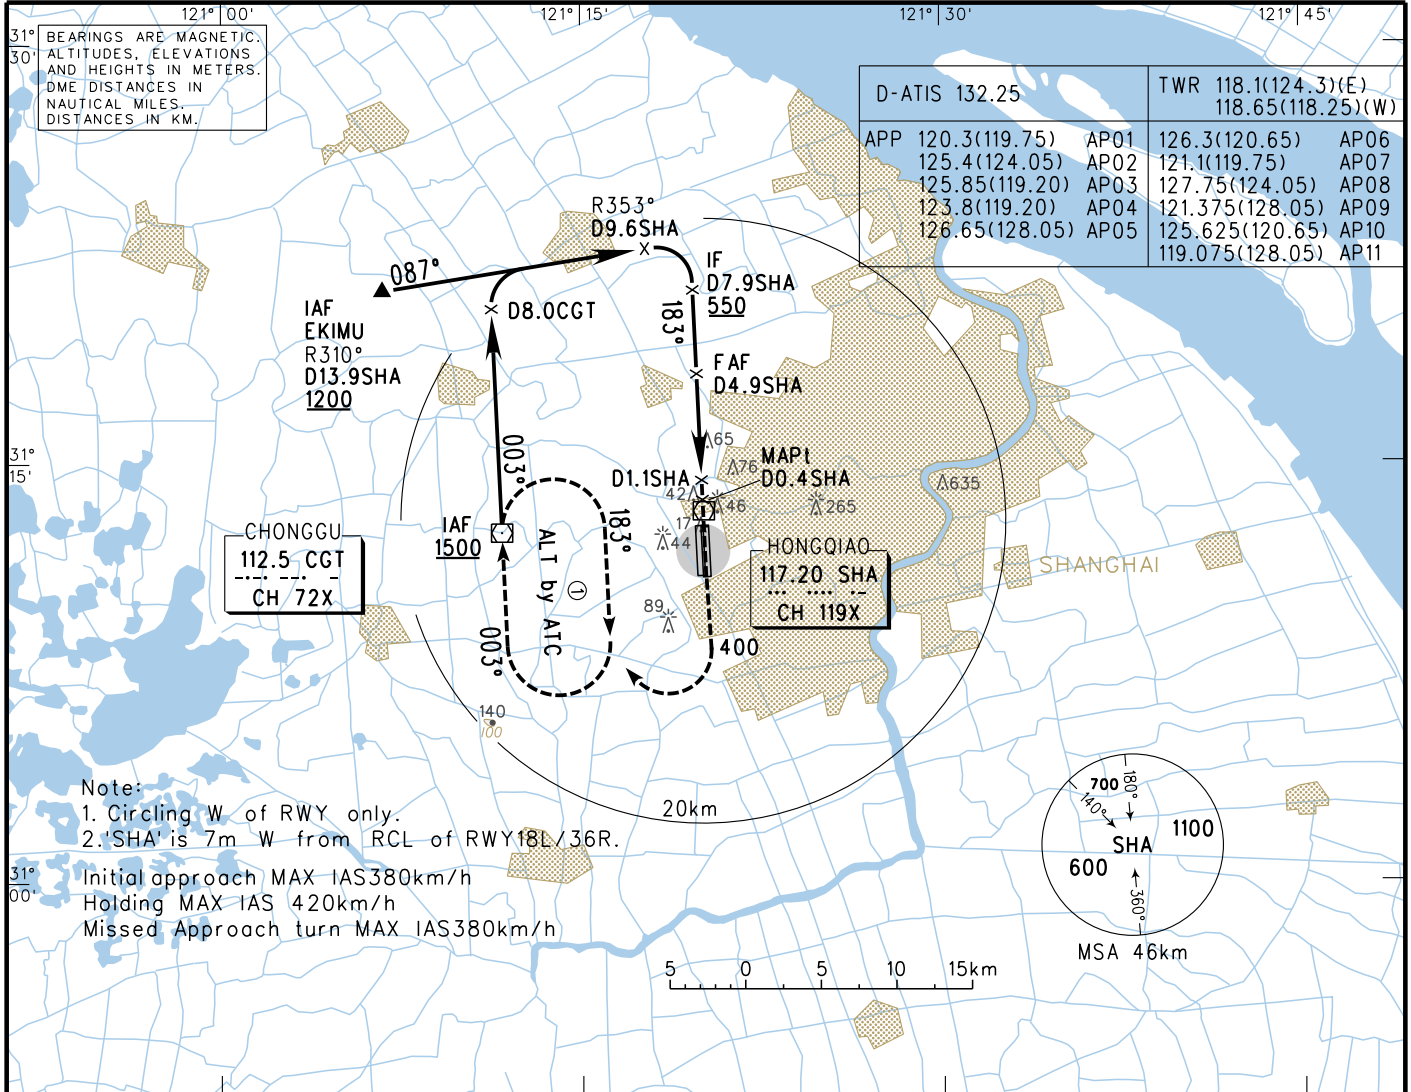 121° 00'
121° 15'
121° 30'
121° 45'
31°
30'
BEARINGS ARE MAGNETIC.
ALTITUDES, ELEVATIONS
AND HEIGHTS IN METERS.
DME DISTANCES IN
NAUTICAL MILES.
DISTANCES IN KM.
D-ATIS 132.25
TWR 118.1(124.3)(E)
118.65(118.25)(W)
APP 120.3(119.75) AP01
125.4(124.05) AP02
125.85(119.20) AP03
123.8(119.20) AP04
126.65(128.05) AP05
126.3(120.65) AP06
121.1(119.75) AP07
127.75(124.05) AP08
121.375(128.05) AP09
125.625(120.65) AP10
119.075(128.05) AP11
R353°
D9.6SHA
087°
IAF
EKIMU
R310°
D13.9SHA
1200
D8.0CGT
IF
D7.9SHA
550
183°
FAF
D4.9SHA
31°
15'
65
76
MAPt
D0.4SHA
D1.1SHA
42
46
265
635
17
44
003°
IAF
1500
183°
ALT by ATC
①
003°
CHONGGU
112.5 CGT
-·-· --· -
CH 72X
HONGQIAO
117.20 SHA
··· ···· ·-
CH 119X
SHANGHAI
89
400
140
100
20km
Note:
1. Circling W of RWY only.
2.'SHA' is 7m W from RCL of RWY18L/36R.
31°
00'
Initial approach MAX IAS380km/h
Holding MAX IAS 420km/h
Missed Approach turn MAX IAS380km/h
700
180°
140°
SHA
1100
600
360°
MSA 46km
5 0 5 10 15km